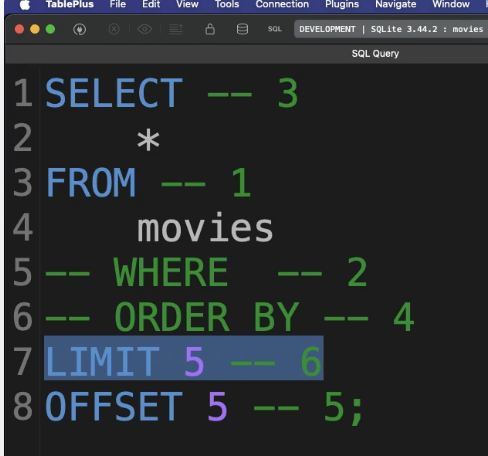 TablePlus File Edit View Tools Connection Plugins Navigate Window
SQL DEVELOPMENT | SQLite 3.44.2 : movies
SQL Query
1 SELECT -- 3
2 *
3 FROM -- 1
4 movies
5 -- WHERE -- 2
6 -- ORDER BY -- 4
7 LIMIT 5 -- 6
8 OFFSET 5 -- 5;